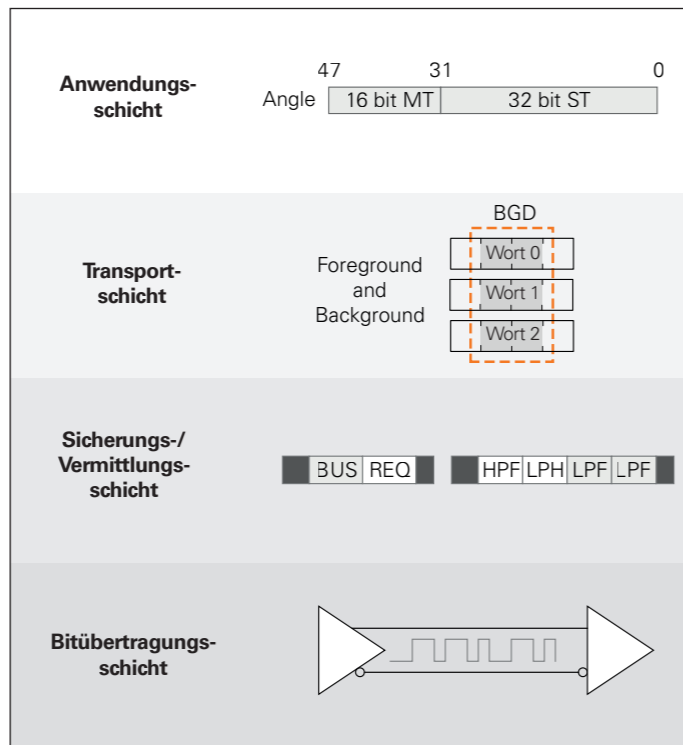 Anwendungs-
schicht
47 31 0
Angle 16 bit MT 32 bit ST
Transport-
schicht
BGD
Foreground
and
Background
Wort 0
Wort 1
Wort 2
Sicherungs-/
Vermittlungs-
schicht
BUS REQ HPF LPH LPF LPF
Bitübertragungs-
schicht